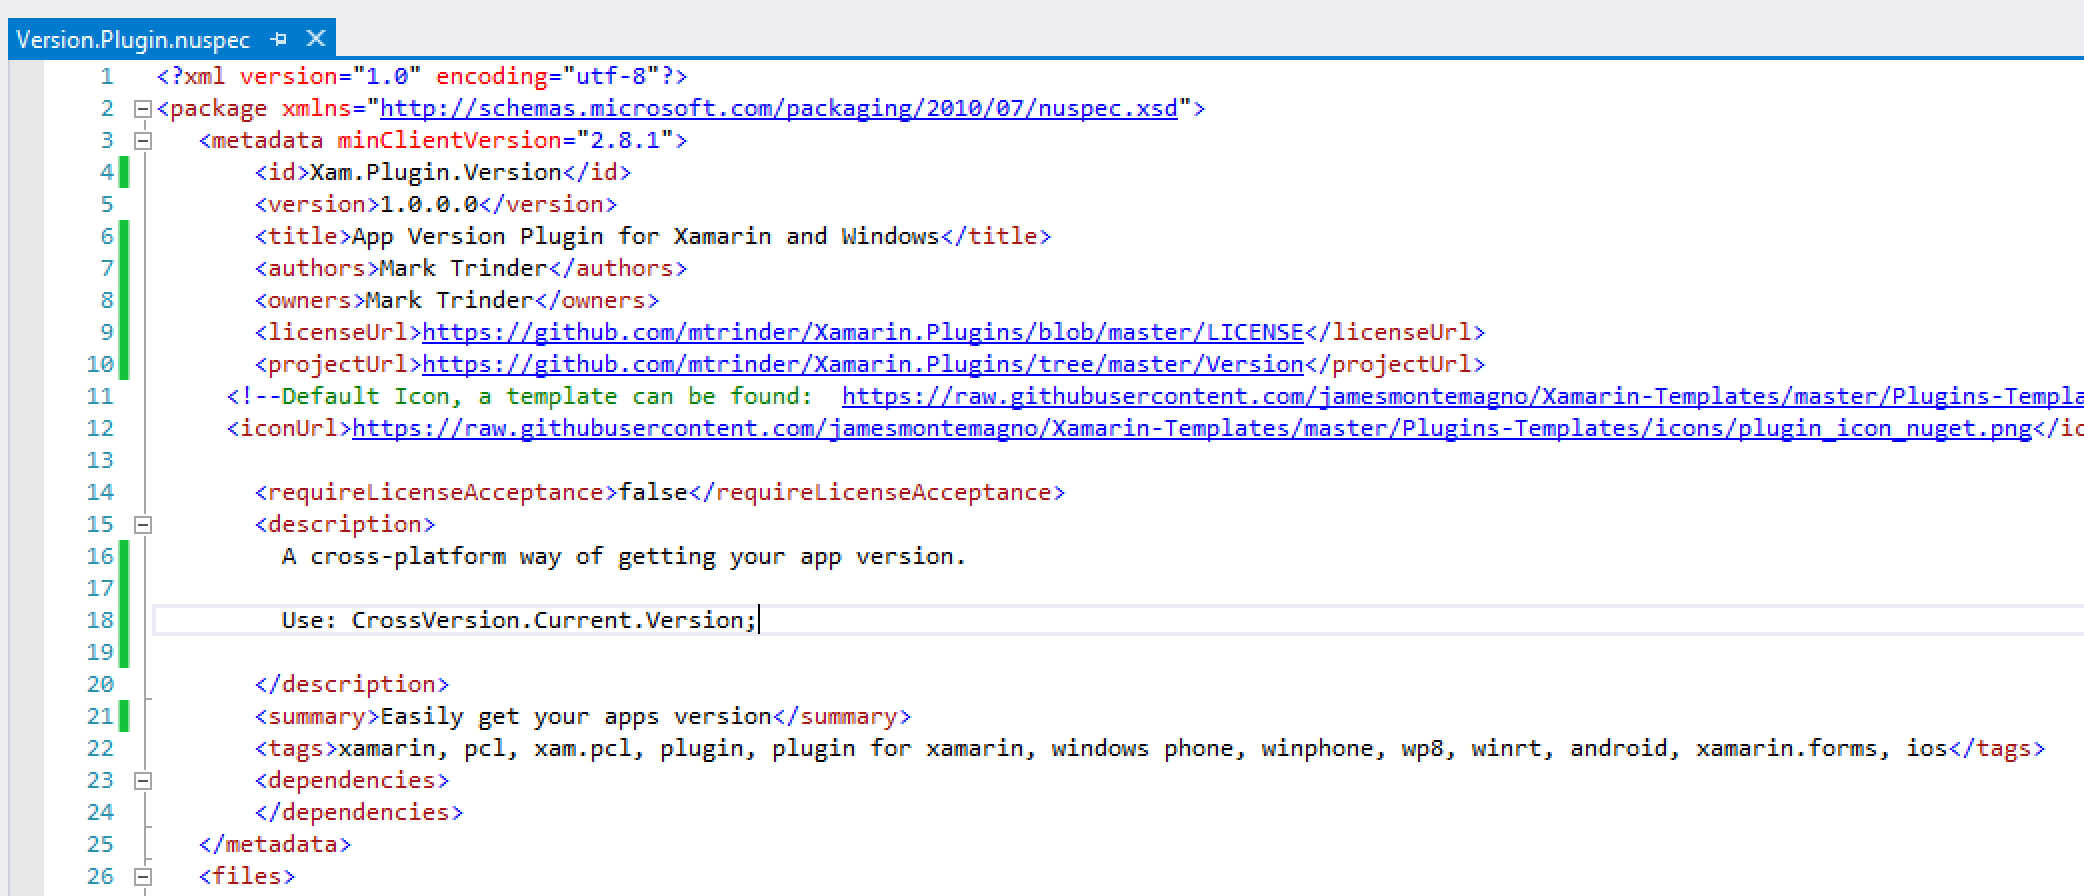 Version.Plugin.nuspec
1 <?xml version="1.0" encoding="utf-8"?>
2 <package xmlns="http://schemas.microsoft.com/packaging/2010/07/nuspec.xsd">
3 <metadata minClientVersion="2.8.1">
4 <id>Xam.Plugin.Version</id>
5 <version>1.0.0.0</version>
6 <title>App Version Plugin for Xamarin and Windows</title>
7 <authors>Mark Trinder</authors>
8 <owners>Mark Trinder</owners>
9 <licenseUrl>https://github.com/mtrinder/Xamarin.Plugins/blob/master/LICENSE</licenseUrl>
10 <projectUrl>https://github.com/mtrinder/Xamarin.Plugins/tree/master/Version</projectUrl>
11 <!--Default Icon, a template can be found: https://raw.githubusercontent.com/jamesmontemagno/Xamarin-Templates/master/Plugins-Templa
12 <iconUrl>https://raw.githubusercontent.com/jamesmontemagno/Xamarin-Templates/master/Plugins-Templates/icons/plugin_icon_nuget.png</ic
13
14 <requireLicenseAcceptance>false</requireLicenseAcceptance>
15 <description>
16 A cross-platform way of getting your app version.
17
18 Use: CrossVersion.Current.Version;
19
20 </description>
21 <summary>Easily get your apps version</summary>
22 <tags>xamarin, pcl, xam.pcl, plugin, plugin for xamarin, windows phone, winphone, wp8, winrt, android, xamarin.forms, ios</tags>
23 <dependencies>
24 </dependencies>
25 </metadata>
26 <files>